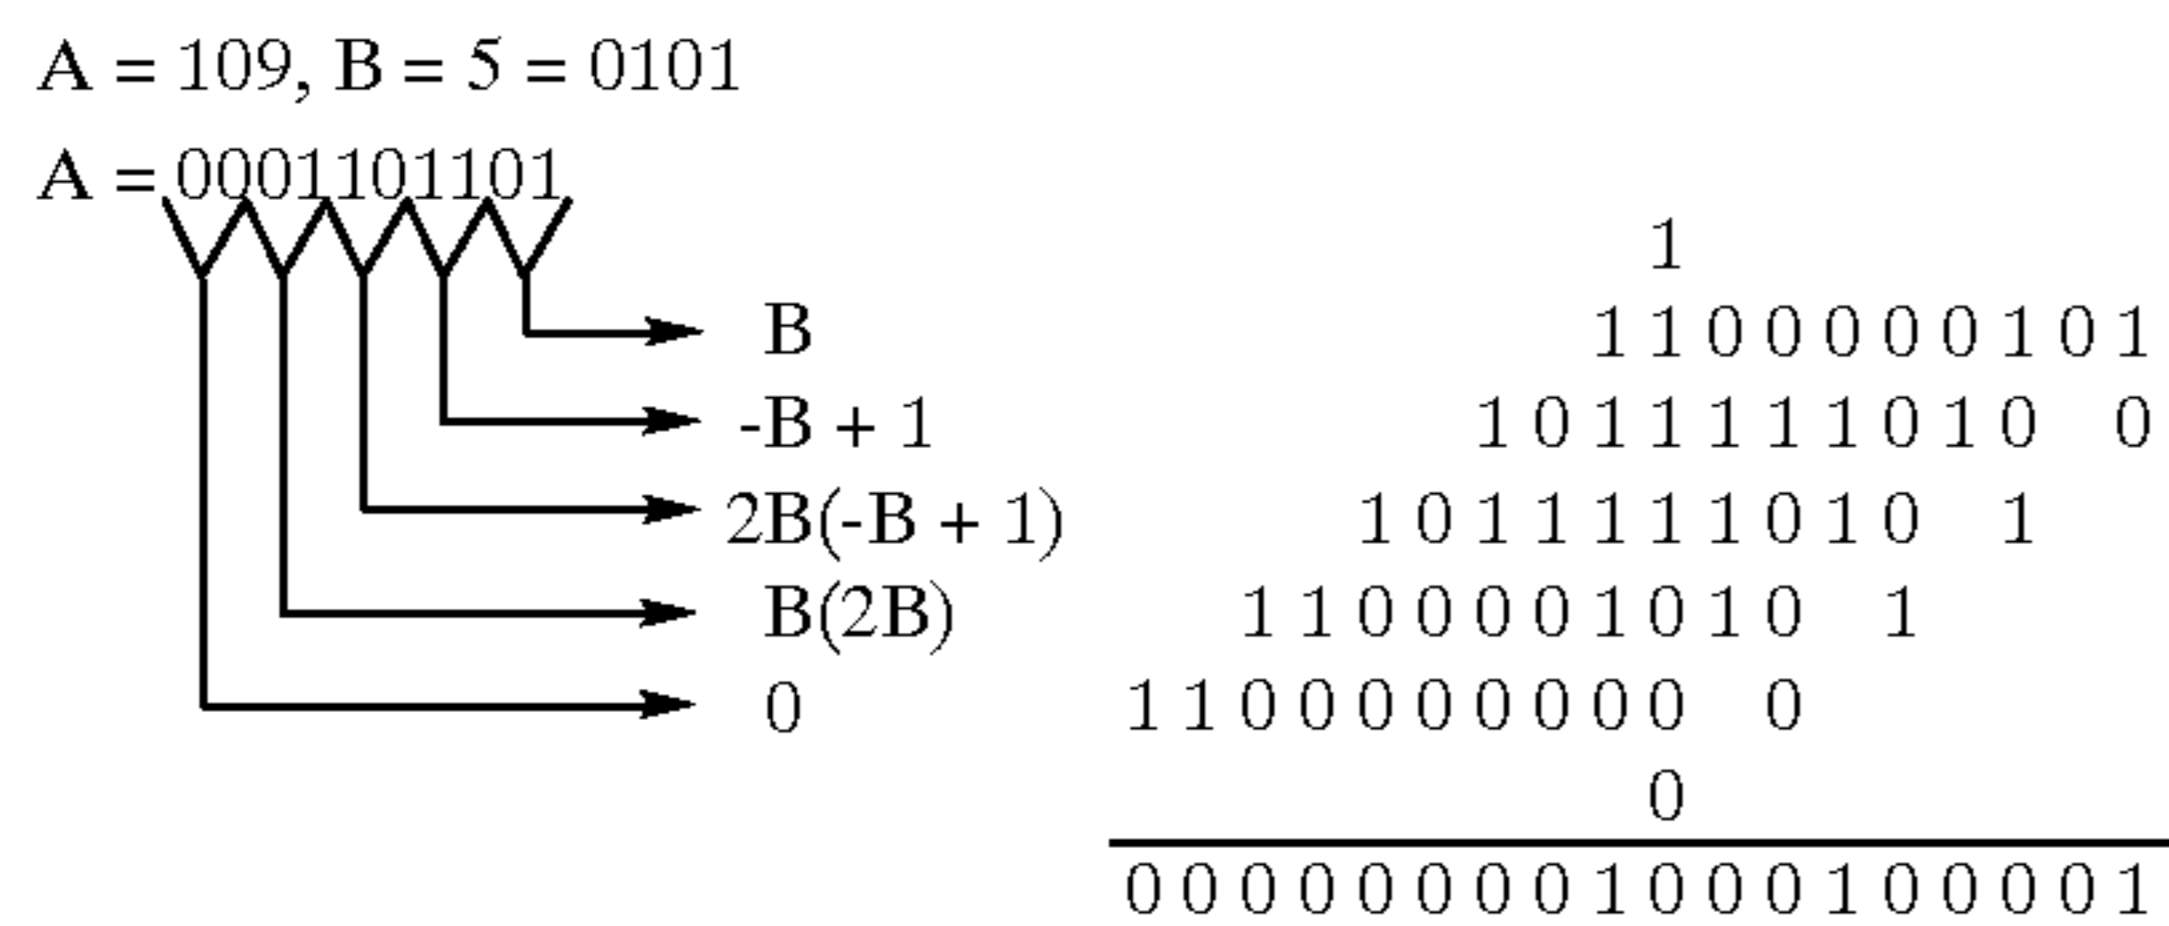 A = 109, B = 5 = 0101
A = 0001101101
1
B 1 1 0 0 0 0 0 1 0 1
-B + 1 1 0 1 1 1 1 1 0 1 0 0
2B(-B + 1) 1 0 1 1 1 1 1 0 1 0 1
B(2B) 1 1 0 0 0 0 1 0 1 0 1
0 1 1 0 0 0 0 0 0 0 0 0
0
0 0 0 0 0 0 0 0 1 0 0 0 1 0 0 0 0 1